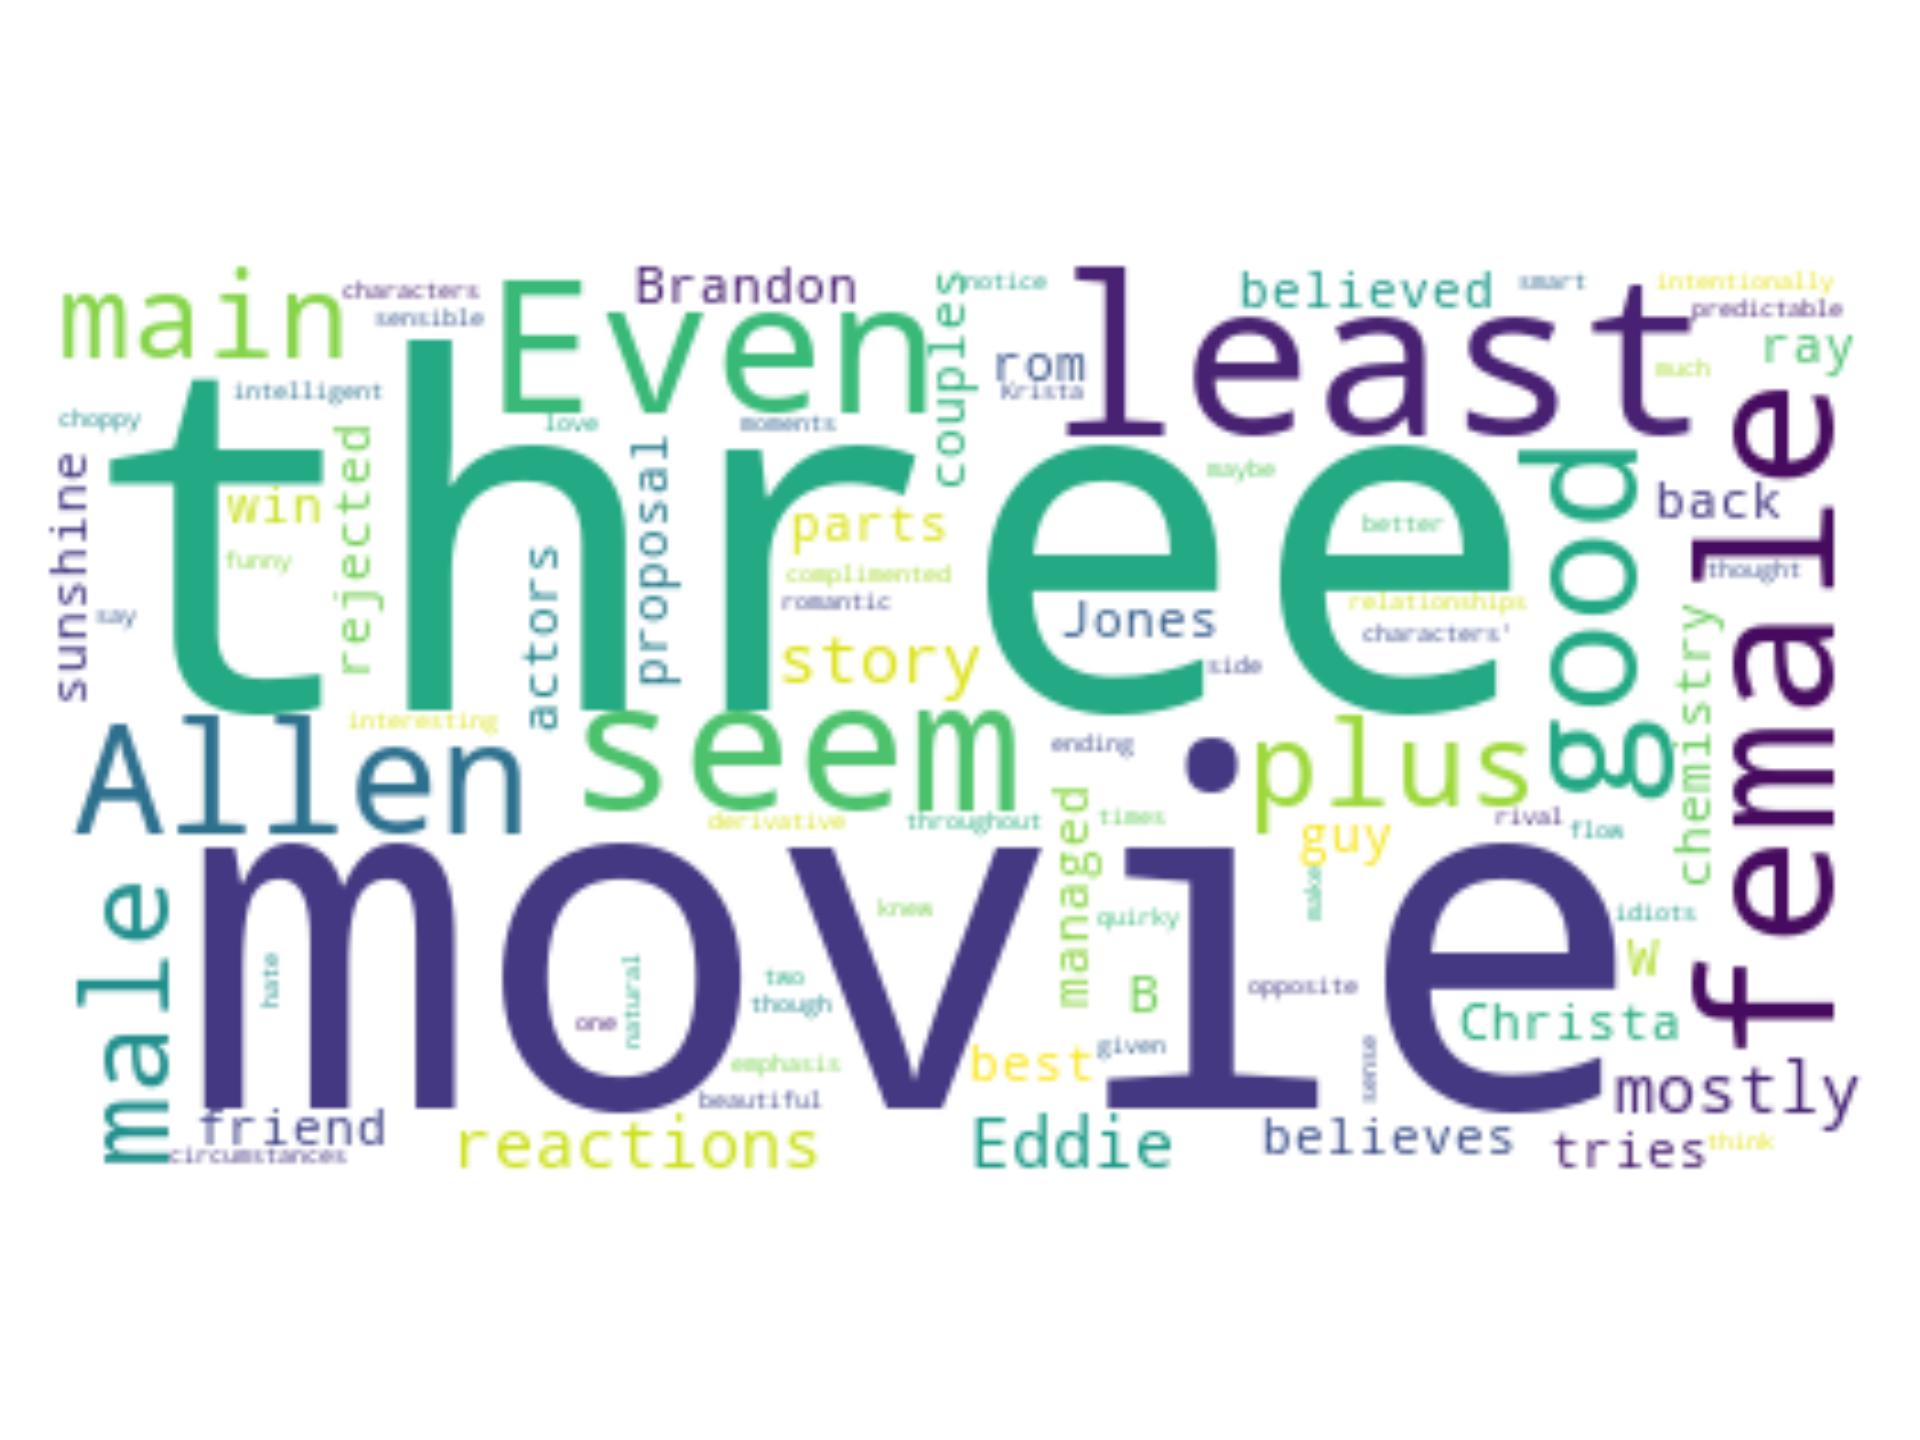 main
characters
sensible
Even
Brandon
couples
notice
least
believed
smart
intentionally
predictable
ray
rom
Krista
much
intelligent
choppy
love
moments
three
sunshine
win
rejected
funny
say
actors
proposal
parts
complimented
romantic
story
maybe
better
Jones
relationships
characters'
side
good
back
thought
female
chemistry
interesting
Allen
seem
ending
plus
derivative
throughout
times
guy
rival
flow
male
movie
managed
knew
quirky
make
idiots
W
hate
natural
one
two
though
B
opposite
Christa
emphasis
best
given
sense
beautiful
mostly
friend
circumstances
reactions
Eddie
believes
tries
think